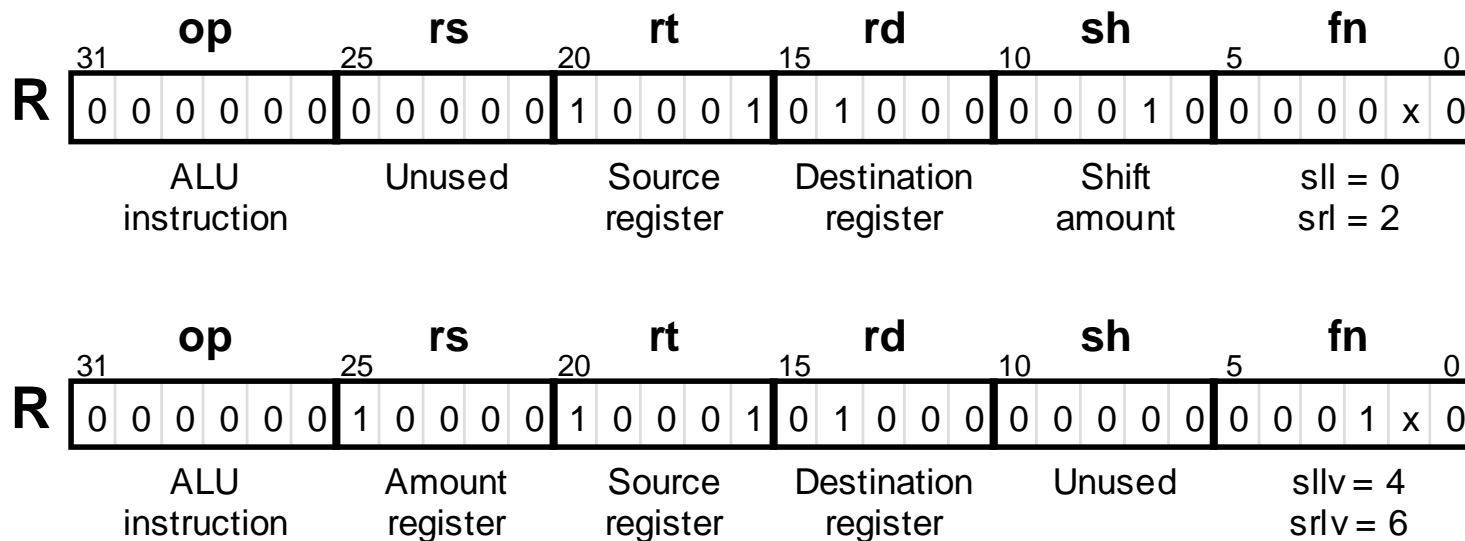 op rs rt rd sh fn
31 25 20 15 10 5 0
R 0 0 0 0 0 0 0 0 0 0 0 1 0 0 0 1 0 1 0 0 0 0 0 0 1 0 0 0 0 0 x 0
ALU Unused Source Destination Shift sll = 0
instruction register register amount srl = 2
op rs rt rd sh fn
31 25 20 15 10 5 0
R 0 0 0 0 0 0 1 0 0 0 0 1 0 0 0 1 0 1 0 0 0 0 0 0 0 0 0 0 0 1 x 0
ALU Amount Source Destination Unused sllv = 4
instruction register register register srlv = 6